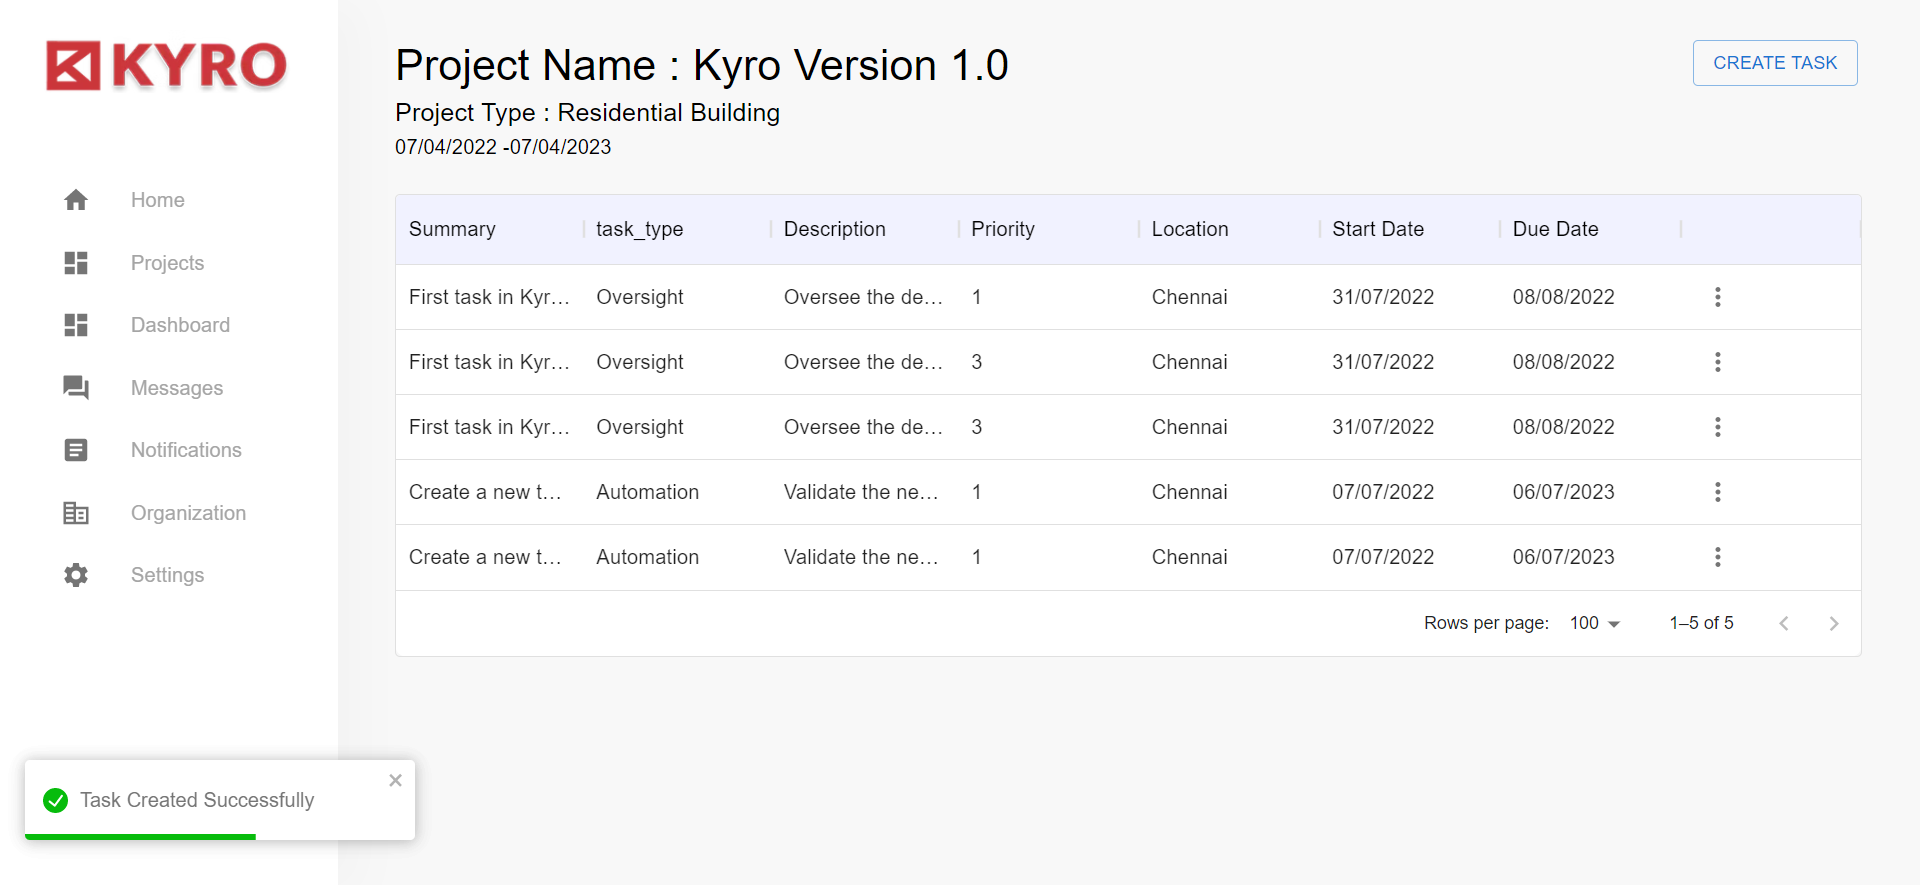 KYRO
Home
Projects
Dashboard
Messages
Notifications
Organization
Settings
Project Name : Kyro Version 1.0
Project Type : Residential Building
07/04/2022 -07/04/2023
CREATE TASK
Summary task_type Description Priority Location Start Date Due Date
First task in Kyr... Oversight Oversee the de... 1 Chennai 31/07/2022 08/08/2022
First task in Kyr... Oversight Oversee the de... 3 Chennai 31/07/2022 08/08/2022
First task in Kyr... Oversight Oversee the de... 3 Chennai 31/07/2022 08/08/2022
Create a new t... Automation Validate the ne... 1 Chennai 07/07/2022 06/07/2023
Create a new t... Automation Validate the ne... 1 Chennai 07/07/2022 06/07/2023
Rows per page: 100 1–5 of 5
Task Created Successfully